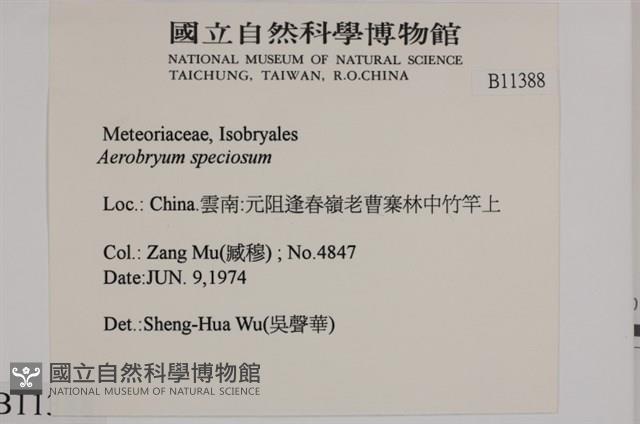 國立自然科學博物館
NATIONAL MUSEUM OF NATURAL SCIENCE
TAICHUNG, TAIWAN, R.O.CHINA
B11388
Meteoriaceae, Isobryales
Aerobryum speciosum
Loc.: China.雲南:元阻逢春嶺老曹寨林中竹竿上
Col.: Zang Mu(臧穆) ; No.4847
Date:JUN. 9,1974
Det.:Sheng-Hua Wu(吳聲華)
國立自然科學博物館
NATIONAL MUSEUM OF NATURAL SCIENCE